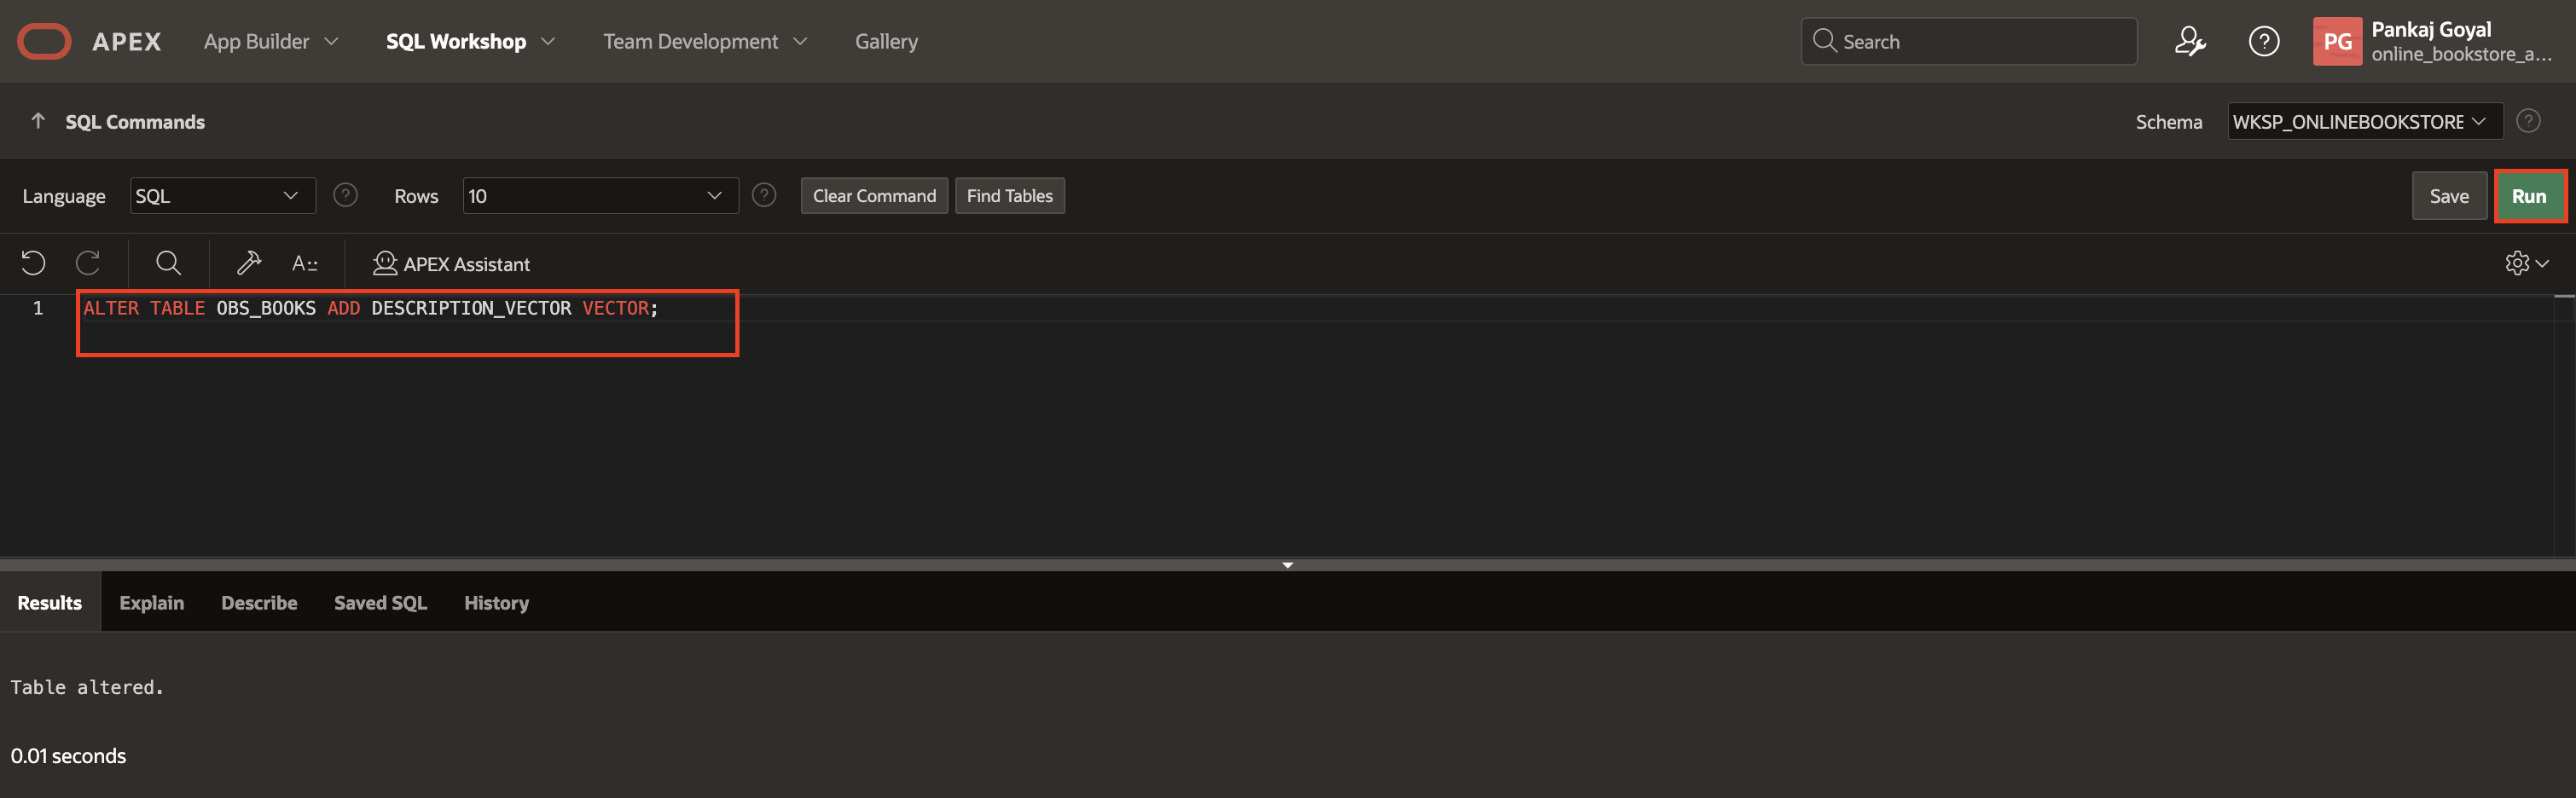 APEX App Builder SQL Workshop Team Development Gallery Search ? PG Pankaj Goyal
online_bookstore_a...
SQL Commands Schema WKSP_ONLINEBOOKSTORE ?
Language SQL ? Rows 10 ? Clear Command Find Tables Save Run
A:: APEX Assistant
1 ALTER TABLE OBS_BOOKS ADD DESCRIPTION_VECTOR VECTOR;
Results Explain Describe Saved SQL History
Table altered.
0.01 seconds